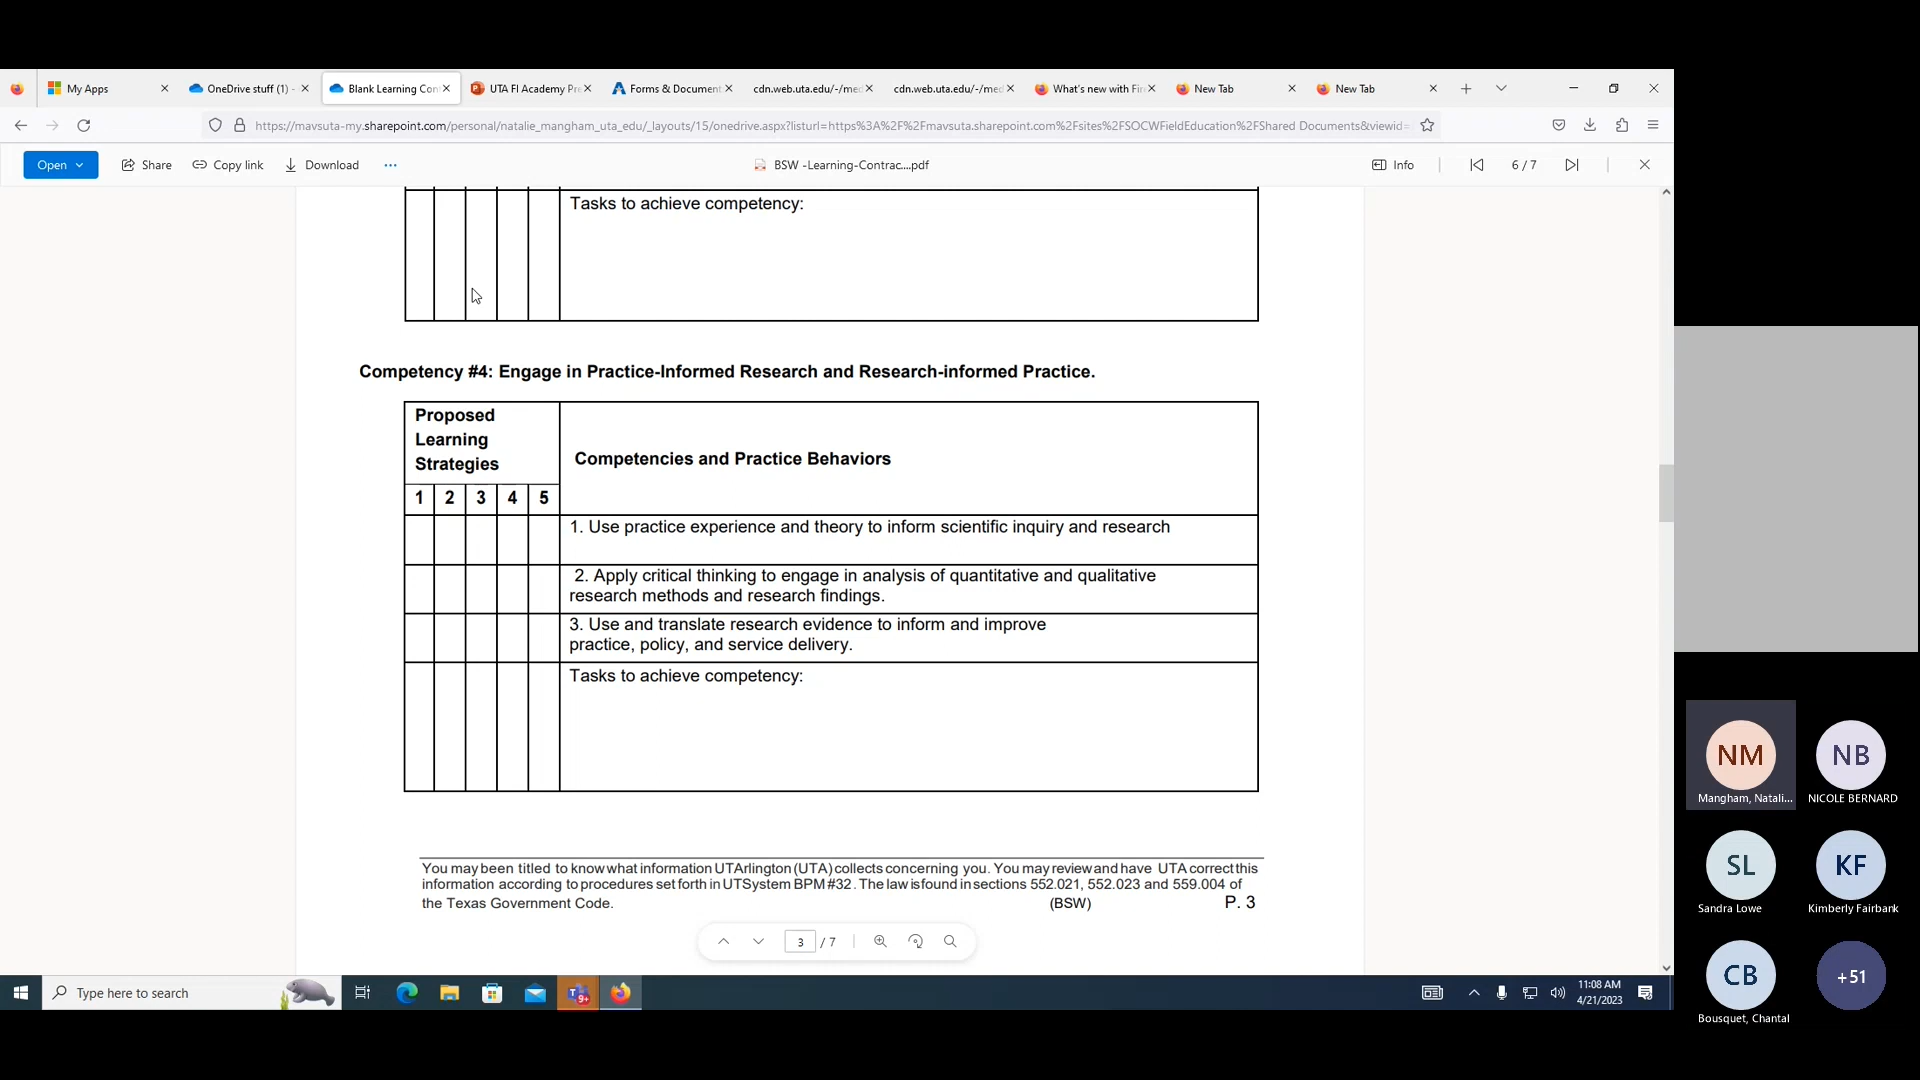 My Apps
OneDrive stuff (1) -
Blank Learning Con
UTA FI Academy Pre
Forms & Document
cdn.web.uta.edu/-/med
cdn.web.uta.edu/-/med
What's new with Fire
New Tab
New Tab
https://mavsuta-my.sharepoint.com/personal/natalie_mangham_uta_edu/_layouts/15/onedrive.aspx?listurl=https%3A%2F%2Fmavsuta.sharepoint.com%2Fsites%2FSOCWFieldEducation%2FShared Documents&viewid=
Open
Share
Copy link
Download
BSW -Learning-Contrac....pdf
Info
6 / 7
Tasks to achieve competency:
Competency #4: Engage in Practice-Informed Research and Research-informed Practice.
Proposed
Learning
Strategies
Competencies and Practice Behaviors
1 2 3 4 5
1. Use practice experience and theory to inform scientific inquiry and research
2. Apply critical thinking to engage in analysis of quantitative and qualitative
research methods and research findings.
3. Use and translate research evidence to inform and improve
practice, policy, and service delivery.
Tasks to achieve competency:
You may been titled to know what information UTArlington (UTA) collects concerning you. You may review and have UTA correct this
information according to procedures set forth in UTSystem BPM #32. The law is found in sections 552.021, 552.023 and 559.004 of
the Texas Government Code.
(BSW)
P. 3
3 / 7
Type here to search
9+
11:08 AM
4/21/2023
NM
Mangham, Natali...
NB
NICOLE BERNARD
SL
Sandra Lowe
KF
Kimberly Fairbank
CB
Bousquet, Chantal
+51